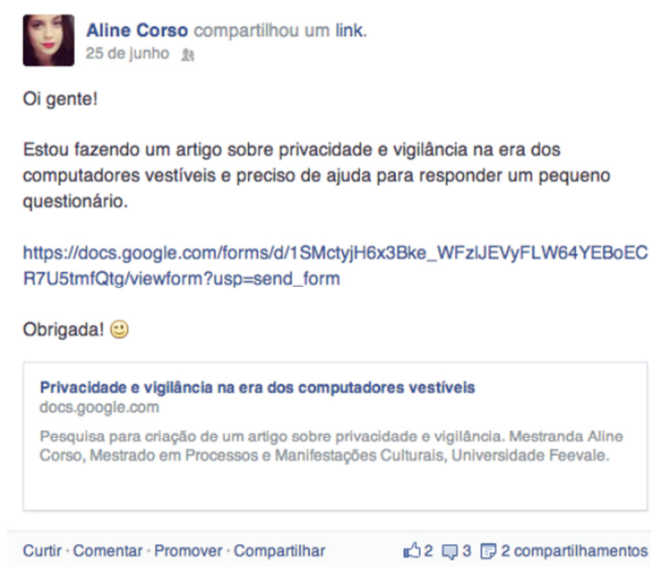 Aline Corso compartilhou um link.
25 de junho
Oi gente!
Estou fazendo um artigo sobre privacidade e vigilância na era dos
computadores vestíveis e preciso de ajuda para responder um pequeno
questionário.
https://docs.google.com/forms/d/1SMctyjH6x3Bke_WFzlJEVyFLW64YEBoEC
R7U5tmfQtg/viewform?usp=send_form
Obrigada!
Privacidade e vigilância na era dos computadores vestíveis
docs.google.com
Pesquisa para criação de um artigo sobre privacidade e vigilância. Mestranda Aline
Corso, Mestrado em Processos e Manifestações Culturais, Universidade Feevale.
Curtir · Comentar · Promover · Compartilhar 2 3 2 compartilhamentos